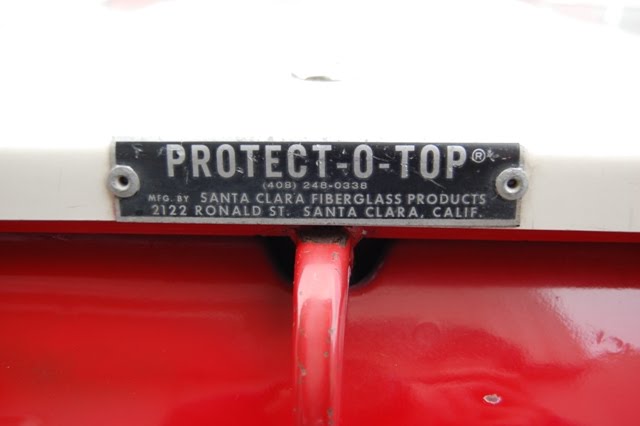 PROTECT-O-TOP®
(408) 248-0338
MFG. BY SANTA CLARA FIBERGLASS PRODUCTS
2122 RONALD ST. SANTA CLARA, CALIF.